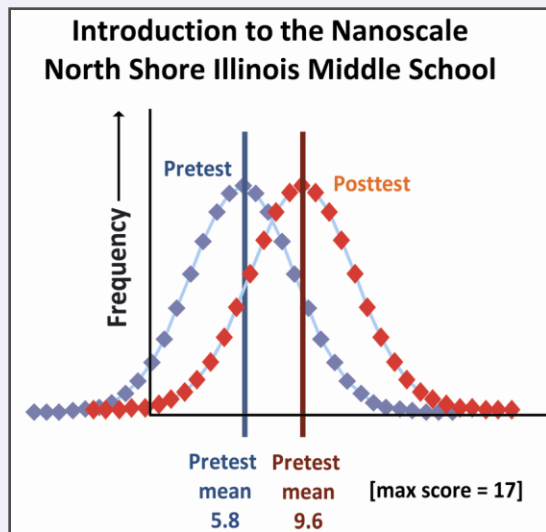 Introduction to the Nanoscale
North Shore Illinois Middle School
Frequency
Pretest
Posttest
Pretest mean 5.8
Pretest mean 9.6
[max score = 17]